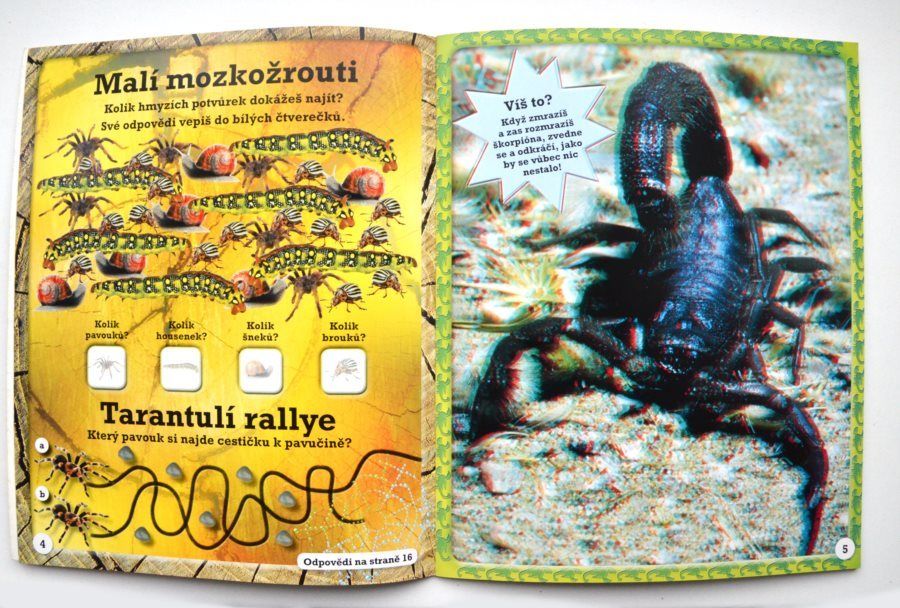 Malí mozkožrouti
Kolik hmyzích potvůrek dokážeš najít?
Své odpovědi vepiš do bílých čtverečků.
Kolik
pavouků?
Kolik
housenek?
Kolik
šneků?
Kolik
brouků?
Tarantulí rallye
Který pavouk si najde cestičku k pavučině?
a
b
4
Odpovědi na straně 16
Víš to?
Když zmrazíš
a zas rozmrazíš
škorpióna, zvedne
se a odkráčí, jako
by se vůbec nic
nestalo!
5